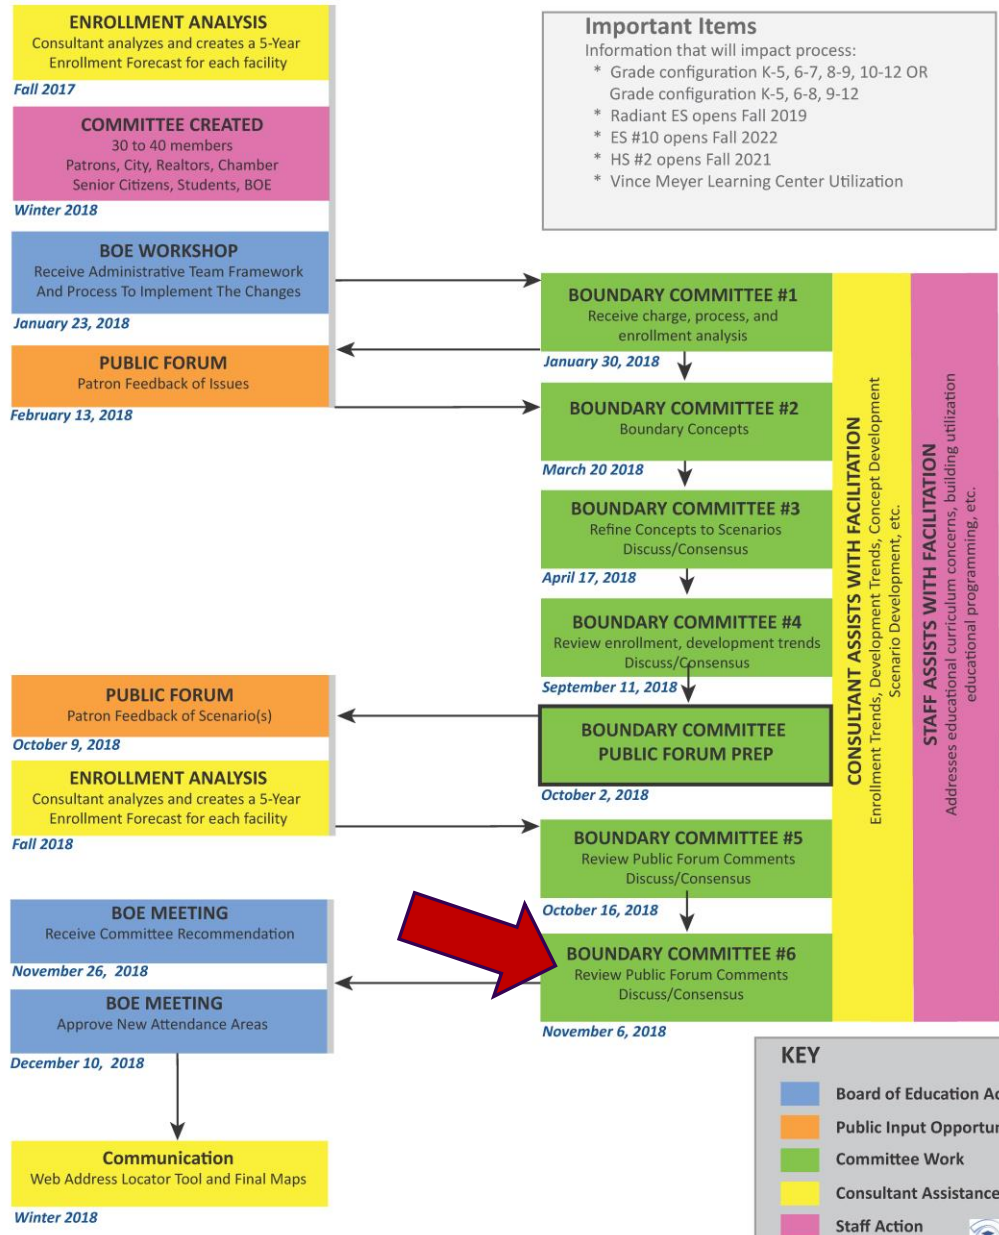 ENROLLMENT ANALYSIS
Consultant analyzes and creates a 5-Year
Enrollment Forecast for each facility
Fall 2017
COMMITTEE CREATED
30 to 40 members
Patrons, City, Realtors, Chamber
Senior Citizens, Students, BOE
Winter 2018
BOE WORKSHOP
Receive Administrative Team Framework
And Process To Implement The Changes
January 23, 2018
PUBLIC FORUM
Patron Feedback of Issues
February 13, 2018
Important Items
Information that will impact process:
* Grade configuration K-5, 6-7, 8-9, 10-12 OR
Grade configuration K-5, 6-8, 9-12
* Radiant ES opens Fall 2019
* ES #10 opens Fall 2022
* HS #2 opens Fall 2021
* Vince Meyer Learning Center Utilization
BOUNDARY COMMITTEE #1
Receive charge, process, and
enrollment analysis
January 30, 2018
BOUNDARY COMMITTEE #2
Boundary Concepts
March 20 2018
BOUNDARY COMMITTEE #3
Refine Concepts to Scenarios
Discuss/Consensus
April 17, 2018
BOUNDARY COMMITTEE #4
Review enrollment, development trends
Discuss/Consensus
September 11, 2018
BOUNDARY COMMITTEE
PUBLIC FORUM PREP
October 2, 2018
PUBLIC FORUM
Patron Feedback of Scenario(s)
October 9, 2018
ENROLLMENT ANALYSIS
Consultant analyzes and creates a 5-Year
Enrollment Forecast for each facility
Fall 2018
BOUNDARY COMMITTEE #5
Review Public Forum Comments
Discuss/Consensus
October 16, 2018
BOUNDARY COMMITTEE #6
Review Public Forum Comments
Discuss/Consensus
November 6, 2018
BOE MEETING
Receive Committee Recommendation
November 26, 2018
BOE MEETING
Approve New Attendance Areas
December 10, 2018
Communication
Web Address Locator Tool and Final Maps
Winter 2018
CONSULTANT ASSISTS WITH FACILITATION
Enrollment Trends, Development Trends, Concept Development
Scenario Development, etc.
STAFF ASSISTS WITH FACILITATION
Addresses educational curriculum concerns, building utilization
educational programming, etc.
KEY
Board of Education Ac
Public Input Opportun
Committee Work
Consultant Assistance
Staff Action